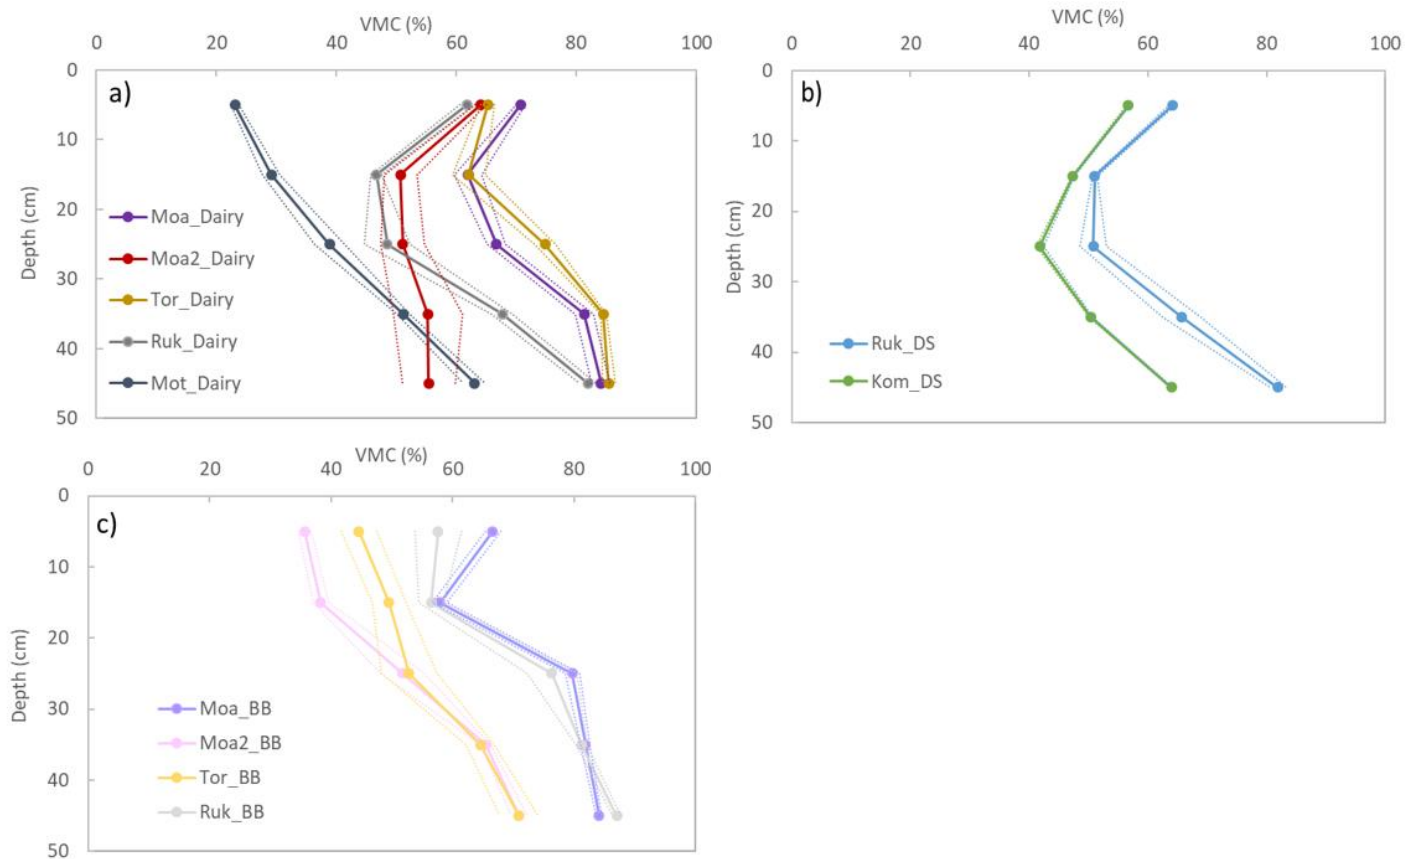 VMC (%)
0 20 40 60 80 100
a)
0
10
20
30
40
50
Depth (cm)
Moa_Dairy
Moa2_Dairy
Tor_Dairy
Ruk_Dairy
Mot_Dairy
VMC (%)
0 20 40 60 80 100
b)
0
10
20
30
40
50
Depth (cm)
Ruk_DS
Kom_DS
VMC (%)
0 20 40 60 80 100
c)
0
10
20
30
40
50
Depth (cm)
Moa_BB
Moa2_BB
Tor_BB
Ruk_BB